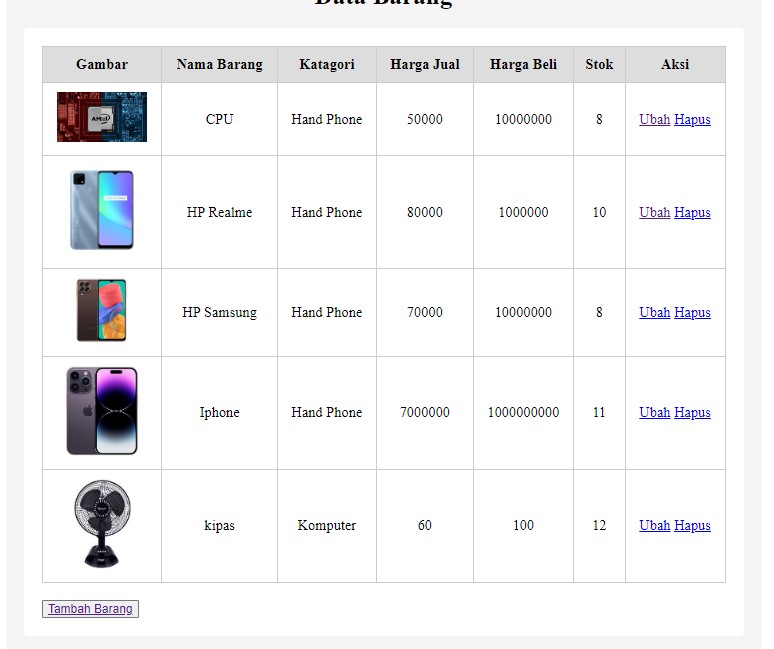 Data Barang
Gambar Nama Barang Katagori Harga Jual Harga Beli Stok Aksi
AMD CPU Hand Phone 50000 10000000 8 Ubah Hapus
HP Realme Hand Phone 80000 1000000 10 Ubah Hapus
HP Samsung Hand Phone 70000 10000000 8 Ubah Hapus
Iphone Hand Phone 7000000 1000000000 11 Ubah Hapus
kipas Komputer 60 100 12 Ubah Hapus
Tambah Barang